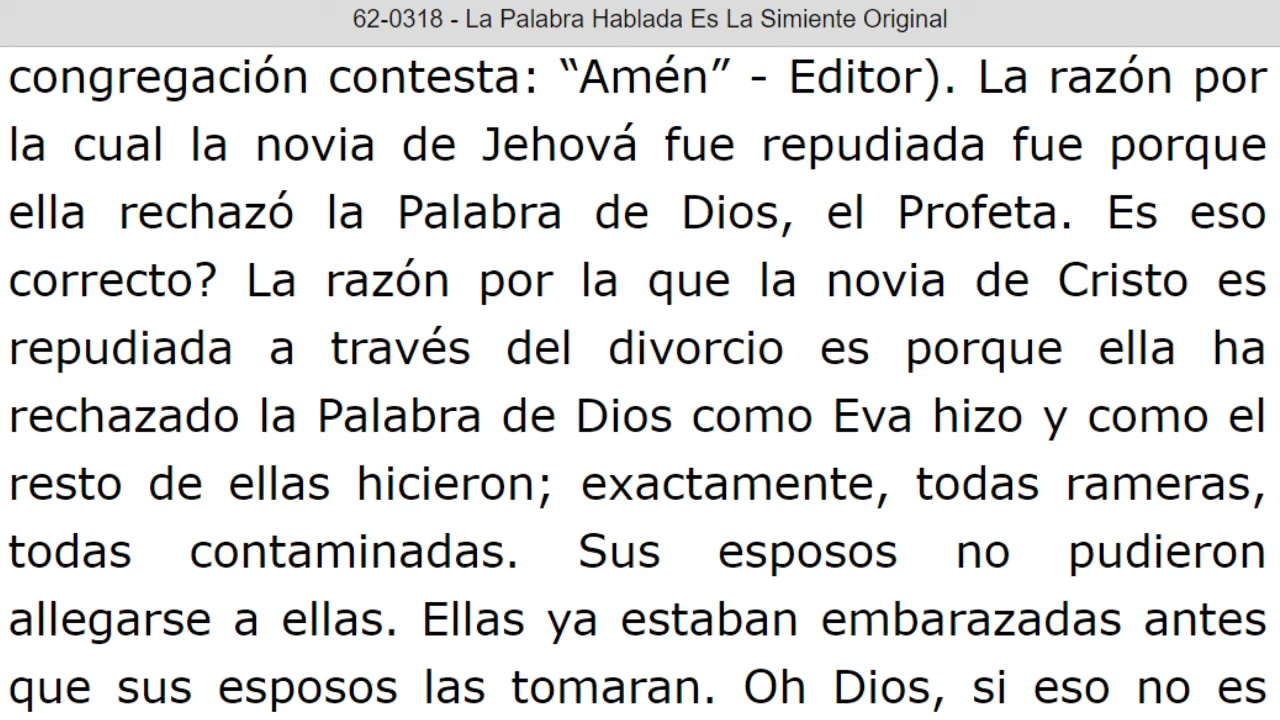 62-0318 - La Palabra Hablada Es La Simiente Original
congregación contesta: “Amén” - Editor). La razón por
la cual la novia de Jehová fue repudiada fue porque
ella rechazó la Palabra de Dios, el Profeta. Es eso
correcto? La razón por la que la novia de Cristo es
repudiada a través del divorcio es porque ella ha
rechazado la Palabra de Dios como Eva hizo y como el
resto de ellas hicieron; exactamente, todas rameras,
todas contaminadas. Sus esposos no pudieron
allegarse a ellas. Ellas ya estaban embarazadas antes
que sus esposos las tomaran. Oh Dios, si eso no es